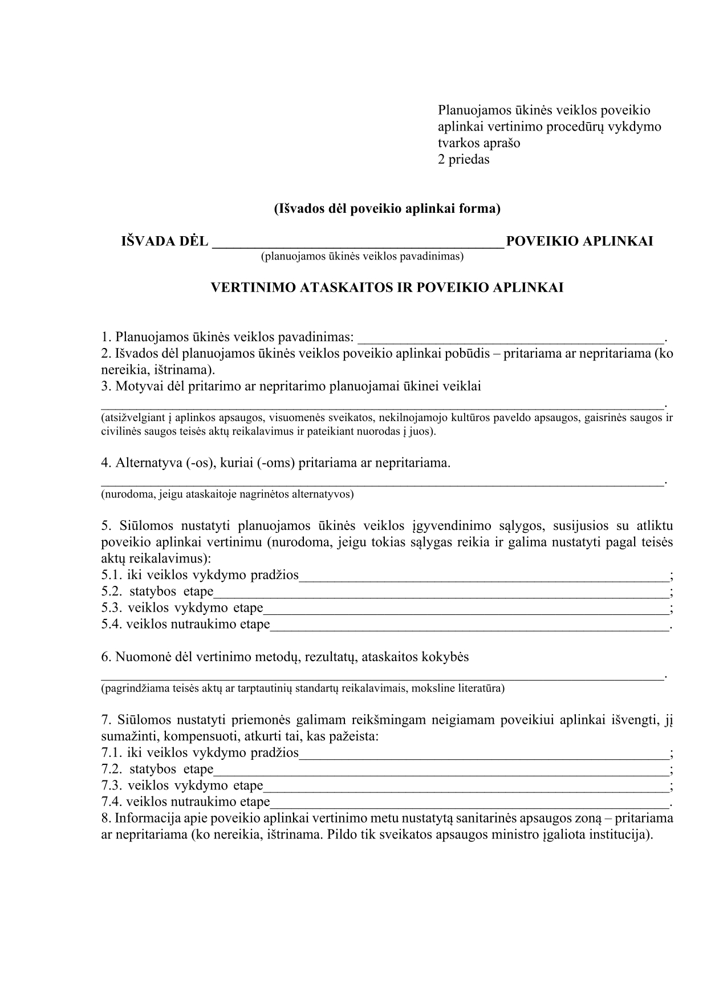 Planuojamos ūkinės veiklos poveikio
aplinkai vertinimo procedūrų vykdymo
tvarkos aprašo
2 priedas
(Išvados dėl poveikio aplinkai forma)
IŠVADA DĖL _________________________________________ POVEIKIO APLINKAI
(planuojamos ūkinės veiklos pavadinimas)
VERTINIMO ATASKAITOS IR POVEIKIO APLINKAI
1. Planuojamos ūkinės veiklos pavadinimas: ___________________________________________.
2. Išvados dėl planuojamos ūkinės veiklos poveikio aplinkai pobūdis – pritariama ar nepritariama (ko
nereikia, ištrinama).
3. Motyvai dėl pritarimo ar nepritarimo planuojamai ūkinei veiklai
_______________________________________________________________________________.
(atsižvelgiant į aplinkos apsaugos, visuomenės sveikatos, nekilnojamojo kultūros paveldo apsaugos, gaisrinės saugos ir
civilinės saugos teisės aktų reikalavimus ir pateikiant nuorodas į juos).
4. Alternatyva (-os), kuriai (-oms) pritariama ar nepritariama.
_______________________________________________________________________________.
(nurodoma, jeigu ataskaitoje nagrinėtos alternatyvos)
5. Siūlomos nustatyti planuojamos ūkinės veiklos įgyvendinimo sąlygos, susijusios su atliktu
poveikio aplinkai vertinimu (nurodoma, jeigu tokias sąlygas reikia ir galima nustatyti pagal teisės
aktų reikalavimus):
5.1. iki veiklos vykdymo pradžios____________________________________________________;
5.2. statybos etape________________________________________________________________;
5.3. veiklos vykdymo etape_________________________________________________________;
5.4. veiklos nutraukimo etape________________________________________________________.
6. Nuomonė dėl vertinimo metodų, rezultatų, ataskaitos kokybės
_______________________________________________________________________________.
(pagrindžiama teisės aktų ar tarptautinių standartų reikalavimais, moksline literatūra)
7. Siūlomos nustatyti priemonės galimam reikšmingam neigiamam poveikiui aplinkai išvengti, jį
sumažinti, kompensuoti, atkurti tai, kas pažeista:
7.1. iki veiklos vykdymo pradžios____________________________________________________;
7.2. statybos etape________________________________________________________________;
7.3. veiklos vykdymo etape_________________________________________________________;
7.4. veiklos nutraukimo etape________________________________________________________.
8. Informacija apie poveikio aplinkai vertinimo metu nustatytą sanitarinės apsaugos zoną – pritariama
ar nepritariama (ko nereikia, ištrinama. Pildo tik sveikatos apsaugos ministro įgaliota institucija).